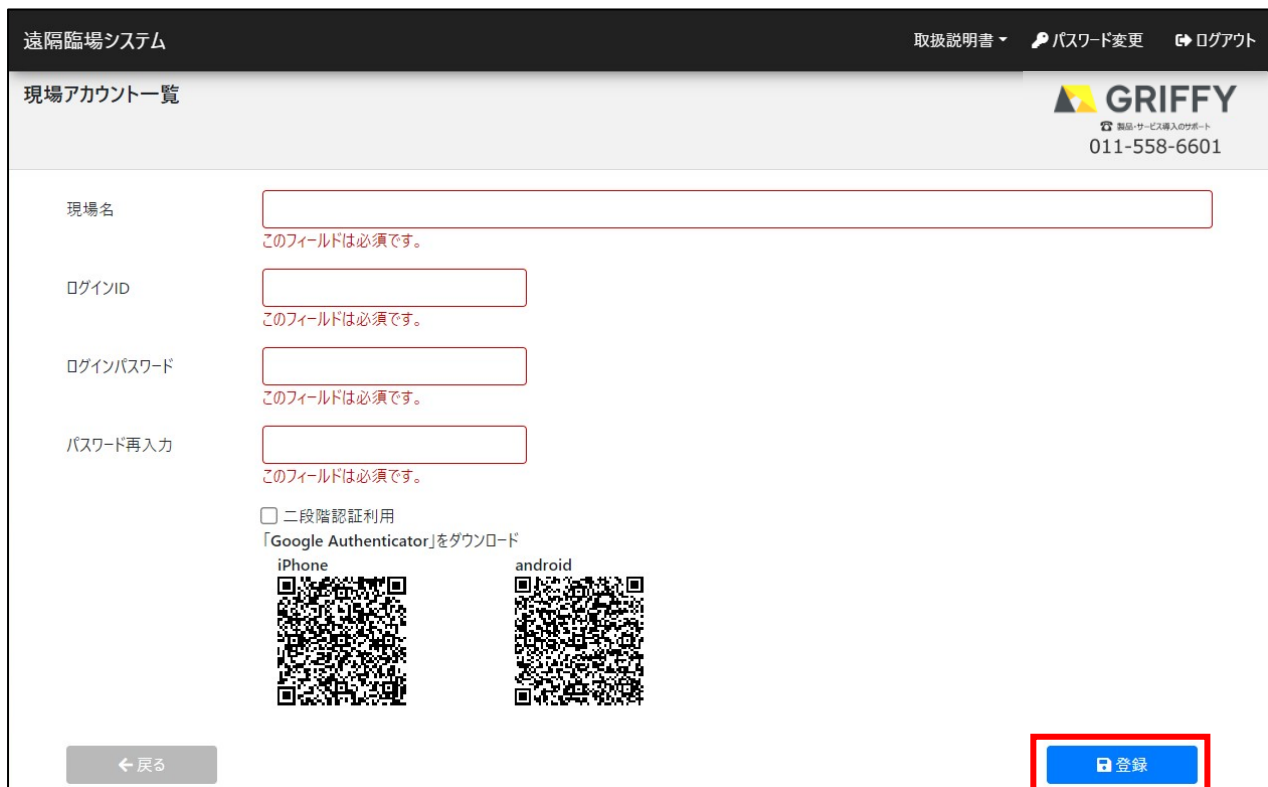 遠隔臨場システム 取扱説明書 パスワード変更 ログアウト
現場アカウント一覧
GRIFFY
製品・サービス導入のサポート
011-558-6601
現場名
このフィールドは必須です。
ログインID
このフィールドは必須です。
ログインパスワード
このフィールドは必須です。
パスワード再入力
このフィールドは必須です。
二段階認証利用
「Google Authenticator」をダウンロード
iPhone android
戻る 登録